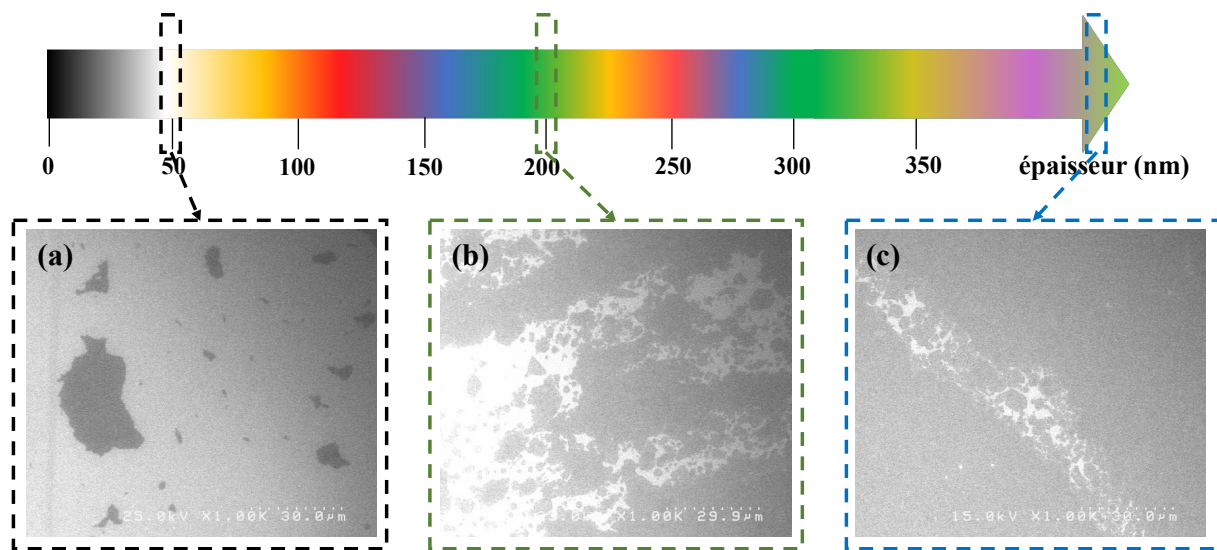 0 50 100 150 200 250 300 350 épaisseur (nm)
(a) (b) (c)
25.0kV X1.00K 30.0µm
X1.00K 29.9µm
15.0kV X1.00K 30.0µm